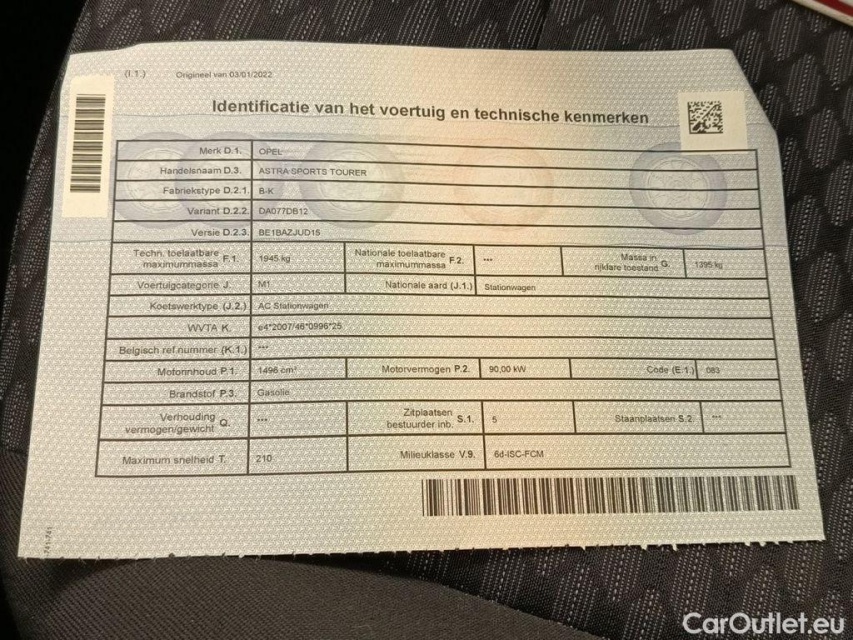 (I.1.) Origineel van 03/01/2022
Identificatie van het voertuig en technische kenmerken
Merk D.1. OPEL
Handelsnaam D.3. ASTRA SPORTS TOURER
Fabriekstype D.2.1. B-K
Variant D.2.2. DA077DB12
Versie D.2.3. BE1BAZJUD15
Techn. toelaatbare maximummassa F.1. 1945 kg Nationale toelaatbare maximummassa F.2. --- Massa in rijklare toestand G. 1395 kg
Voertuigcategorie J. M1 Nationale aard (J.1.) Stationwagen
Koetswerktype (J.2.) AC Stationwagen
WVTA K. e4*2007/46*0996*25
Belgisch ref.nummer (K.1.) ---
Motorinhoud P.1. 1496 cm³ Motorvermogen P.2. 90,00 kW Code (E.1.) 083
Brandstof P.3. Gasolie
Verhouding vermogen/gewicht Q. --- Zitplaatsen bestuurder inb. S.1. 5 Staanplaatsen S.2. ---
Maximum snelheid T. 210 Milieuklasse V.9. 6d-ISC-FCM
741-741
CarOutlet.eu